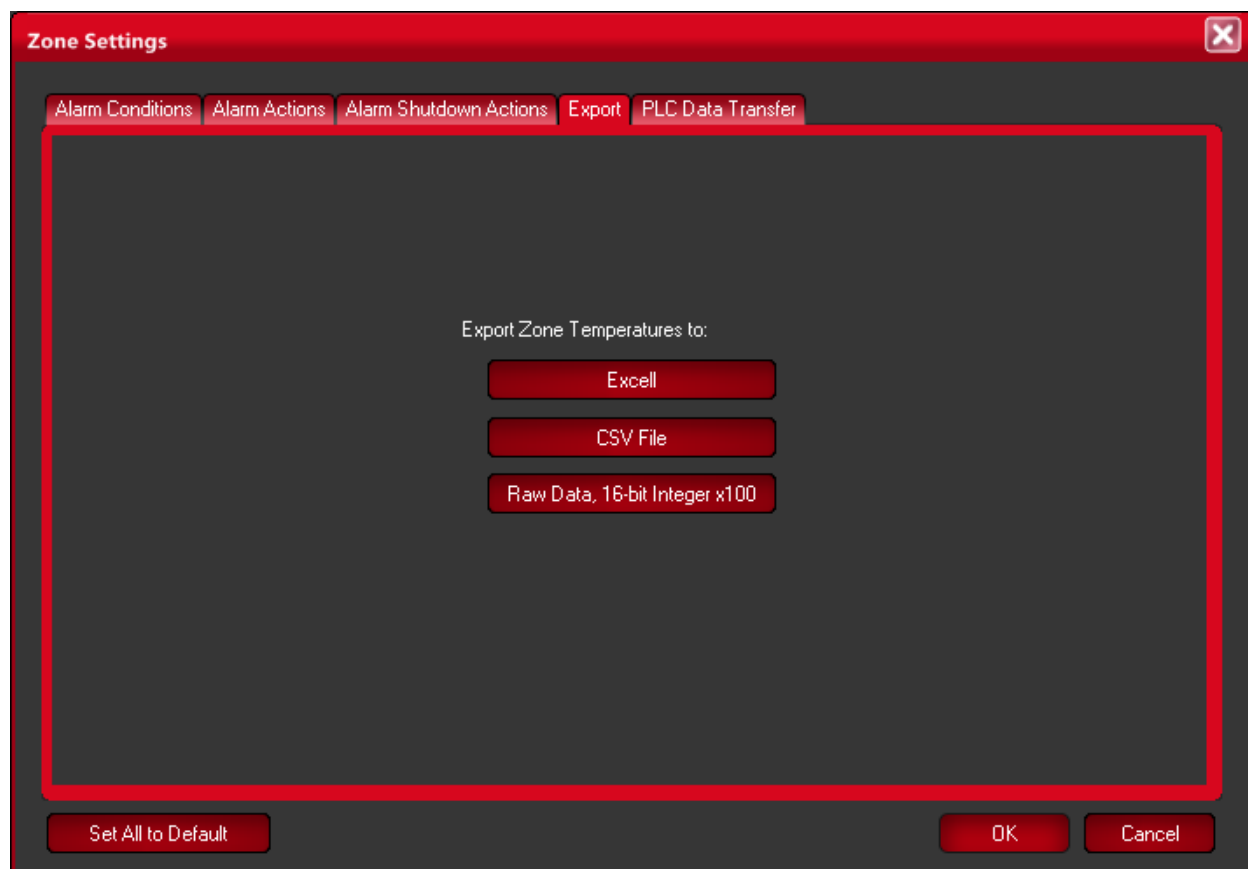 Zone Settings
Alarm Conditions Alarm Actions Alarm Shutdown Actions Export PLC Data Transfer
Export Zone Temperatures to:
Excell
CSV File
Raw Data, 16-bit Integer x100
Set All to Default OK Cancel